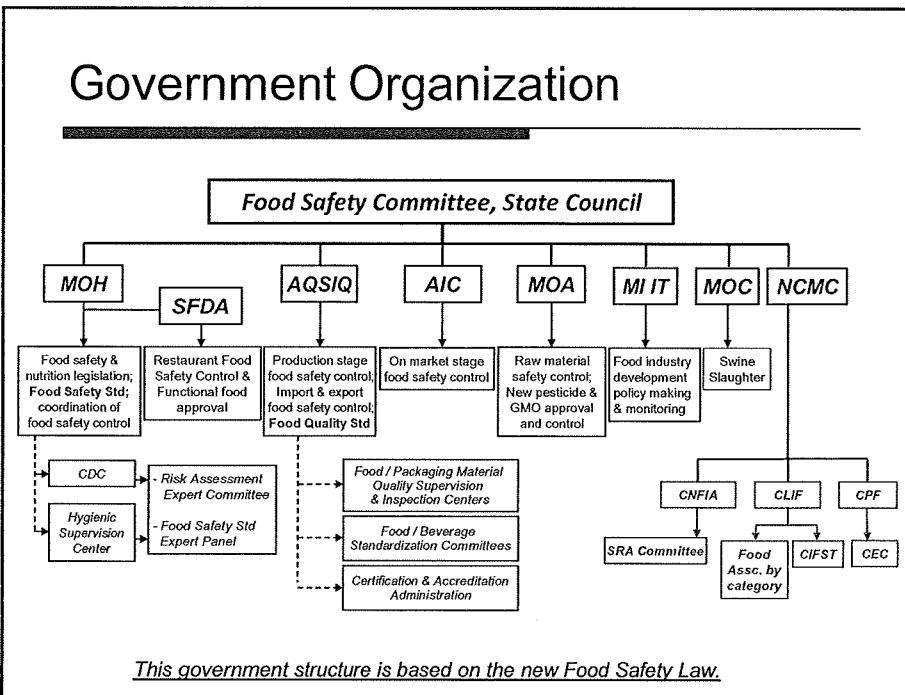 Government Organization
Food Safety Committee, State Council
MOH
SFDA
AQSIQ
AIC
MOA
MI IT
MOC
NCMC
Food safety &
nutrition legislation;
Food Safety Std;
coordination of
food safety control
Restaurant Food
Safety Control &
Functional food
approval
Production stage
food safety control;
Import & export
food safety control;
Food Quality Std
On market stage
food safety control
Raw material
safety control;
New pesticide &
GMO approval
and control
Food industry
development
policy making
& monitoring
Swine
Slaughter
CDC
Hygienic
Supervision
Center
- Risk Assessment
Expert Committee
- Food Safety Std
Expert Panel
Food / Packaging Material
Quality Supervision
& Inspection Centers
Food / Beverage
Standardization Committees
Certification & Accreditation
Administration
CNFIA
CLIF
CPF
SRA Committee
Food
Assc. by
category
CIFST
CEC
This government structure is based on the new Food Safety Law.